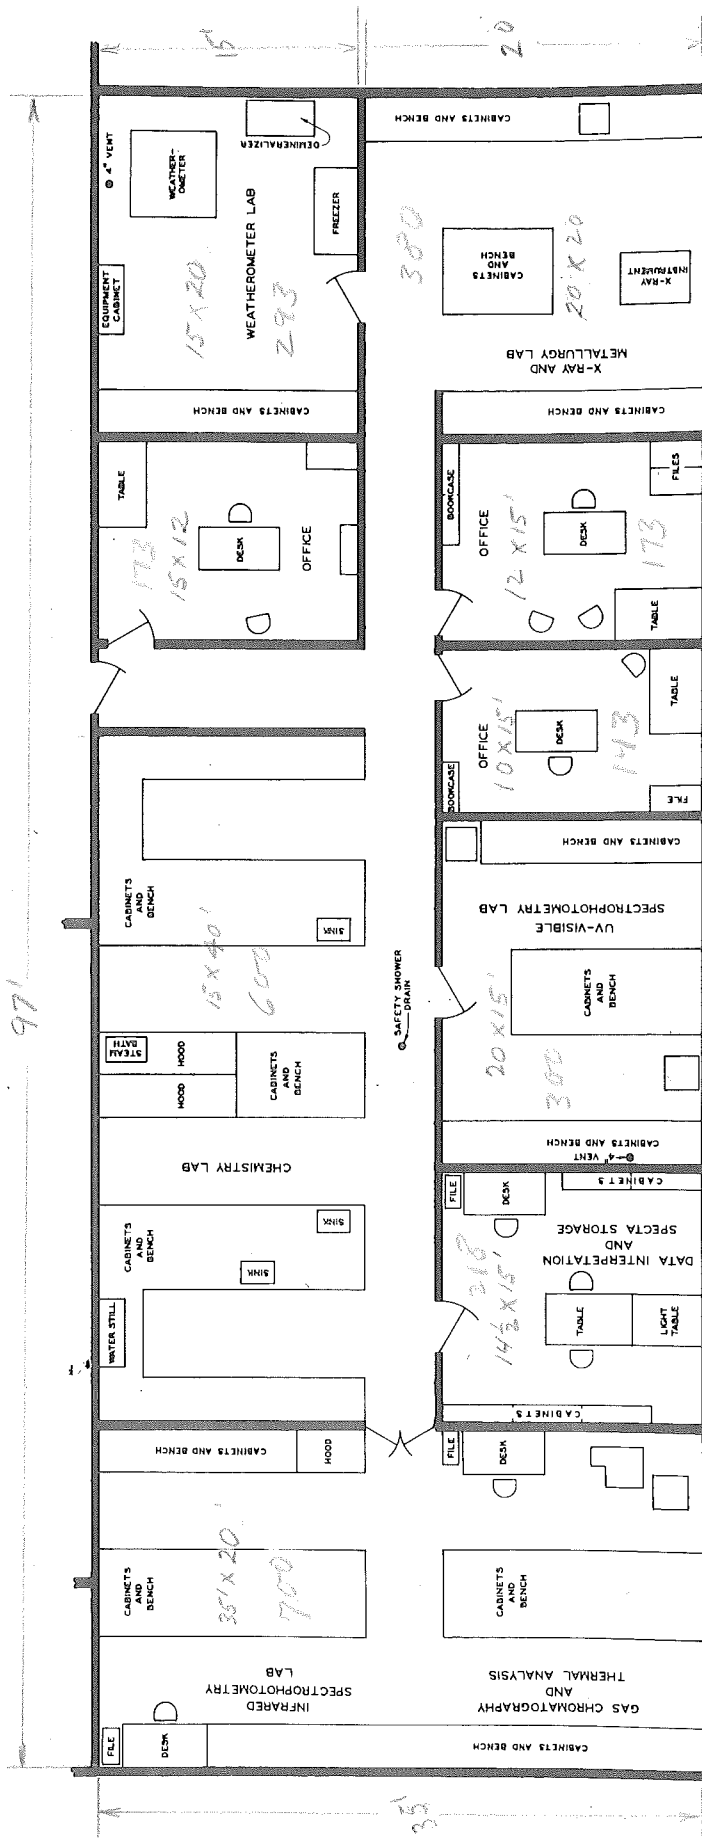 15'
20
97'
35'
4" VENT
WEATHER-
OMETER
DEMINERALIZER
EQUIPMENT
CABINET
15 X 20
WEATHEROMETER LAB
293
FREEZER
CABINETS AND BENCH
CABINETS AND BENCH
380
CABINETS
AND
BENCH
20' X 20
X-RAY
INSTRUMENT
X-RAY AND
METALLURGY LAB
CABINETS AND BENCH
TABLE
173
15 X 12
DESK
OFFICE
BOOKCASE
OFFICE
12 X 15'
DESK
173
FILES
TABLE
BOOKCASE
OFFICE
10 X 15'
DESK
143
TABLE
FILE
CABINETS
AND
BENCH
SINK
15 X 40'
600
STEAM
BATH
HOOD
HOOD
CABINETS
AND
BENCH
SAFETY SHOWER
DRAIN
CHEMISTRY LAB
CABINETS
AND
BENCH
SINK
SINK
WATER STILL
CABINETS AND BENCH
UV-VISIBLE
SPECTROPHOTOMETRY LAB
20 X 15'
300
CABINETS
AND
BENCH
CABINETS AND BENCH
4" VENT
FILE
DESK
CABINETS
218
14 1/2 X 15'
DATA INTERPETATION
AND
SPECTA STORAGE
TABLE
LIGHT
TABLE
CABINETS
CABINETS AND BENCH
HOOD
FILE
DESK
CABINETS
AND
BENCH
35' X 20'
700
INFRARED
SPECTROPHOTOMETRY
LAB
CABINETS
AND
BENCH
GAS CHROMATOGRAPHY
AND
THERMAL ANALYSIS
FILE
DESK
CABINETS AND BENCH